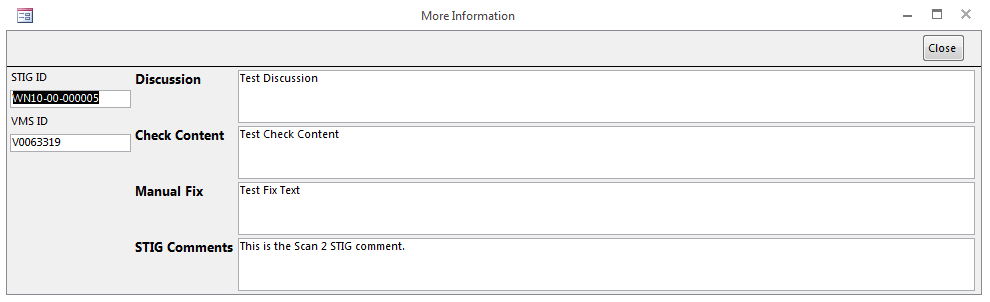 More Information
Close
STIG ID
WN10-00-000005
VMS ID
V0063319
Discussion
Test Discussion
Check Content
Test Check Content
Manual Fix
Test Fix Text
STIG Comments
This is the Scan 2 STIG comment.